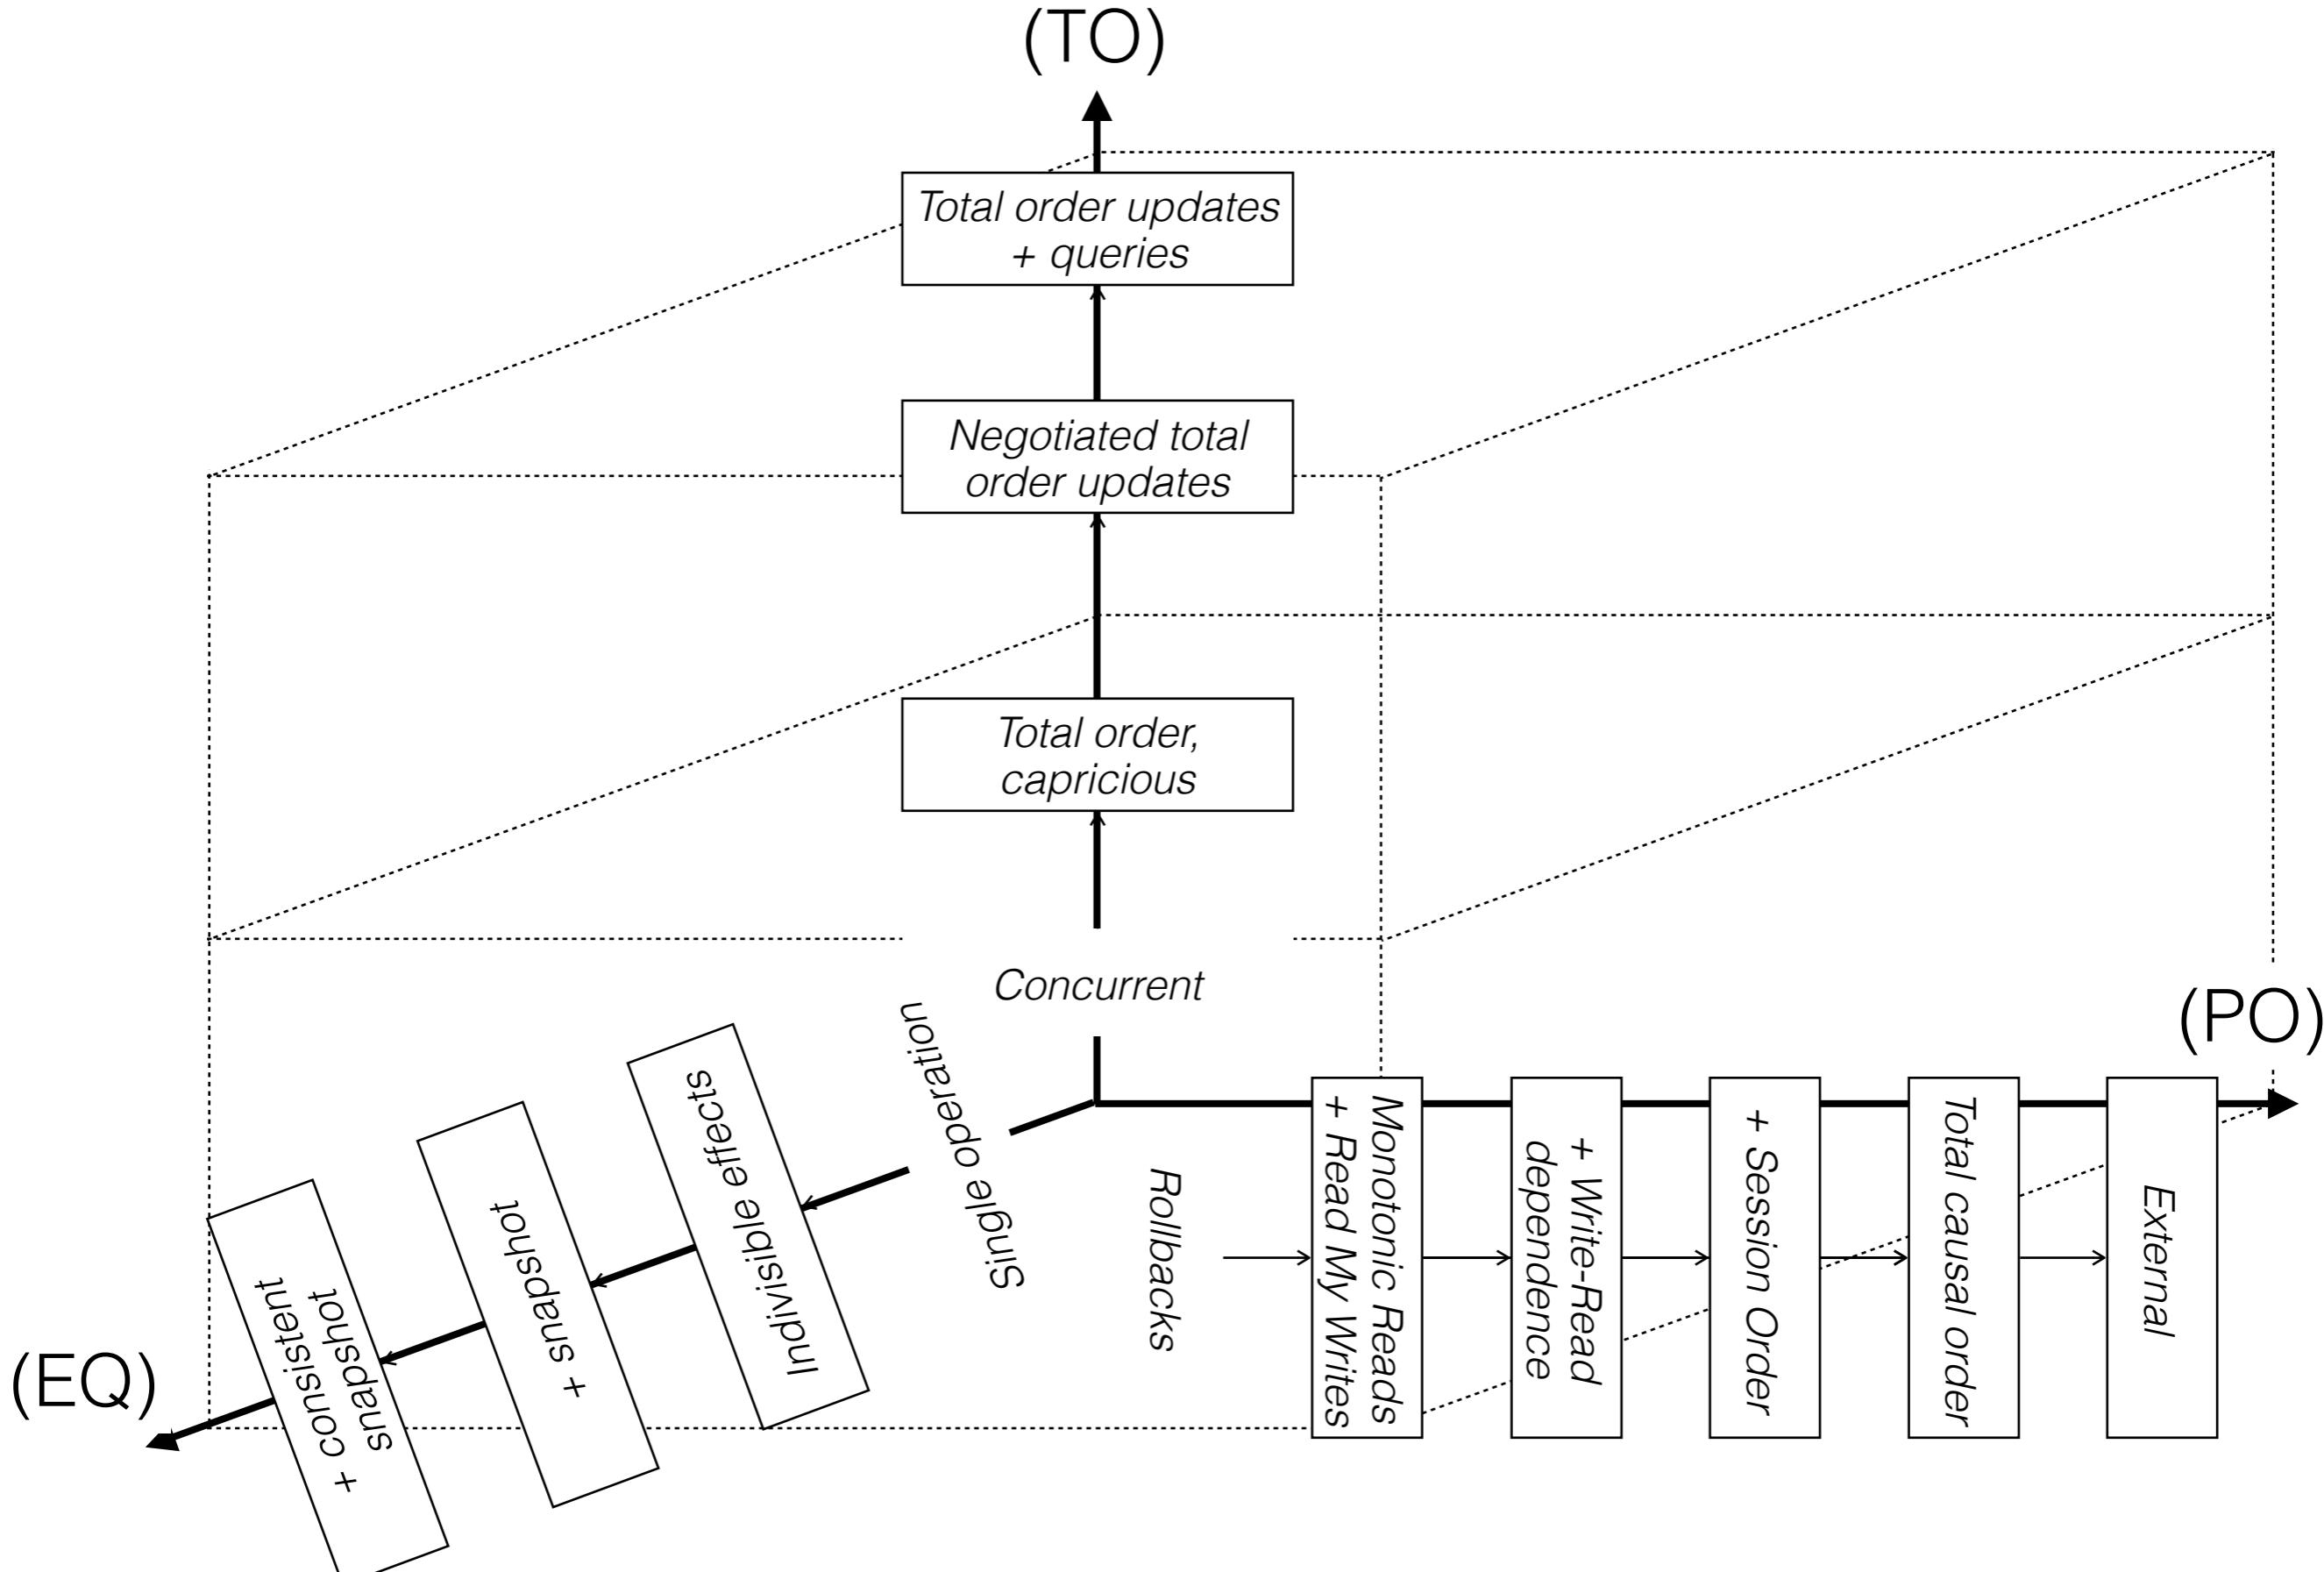 (TO)
Total order updates
+ queries
Negotiated total
order updates
Total order,
capricious
Concurrent
(PO)
Rollbacks
Monotonic Reads
+ Read My Writes
+ Write-Read
dependence
+ Session Order
Total causal order
External
Single operation
Indivisible effects
+ snapshot
+ consistent
snapshot
(EQ)